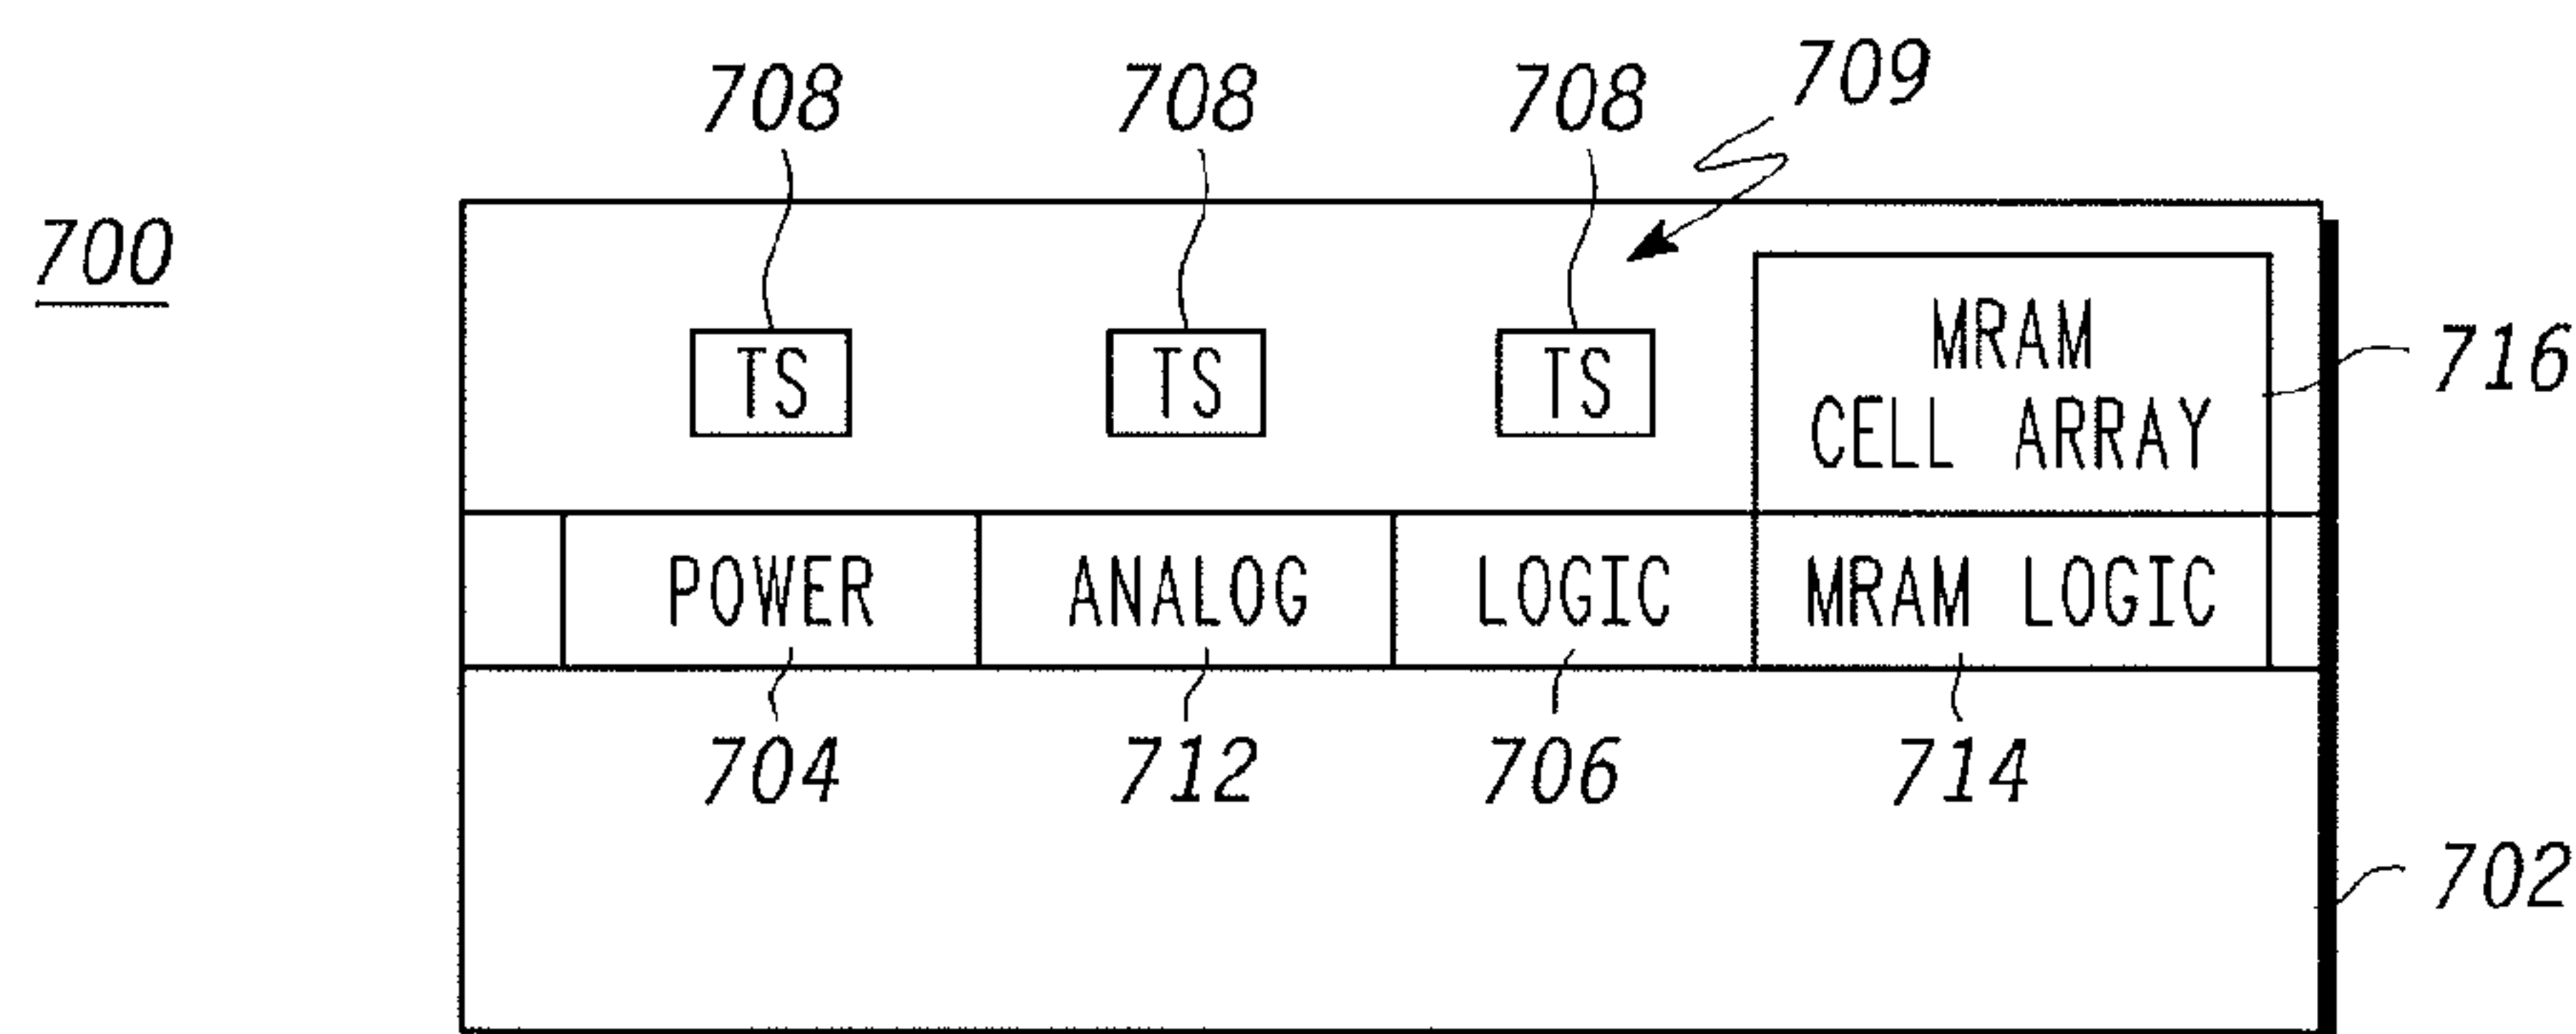 708 708 708 709
700
TS TS TS
MRAM
CELL ARRAY
716
POWER ANALOG LOGIC MRAM LOGIC
704 712 706 714
702